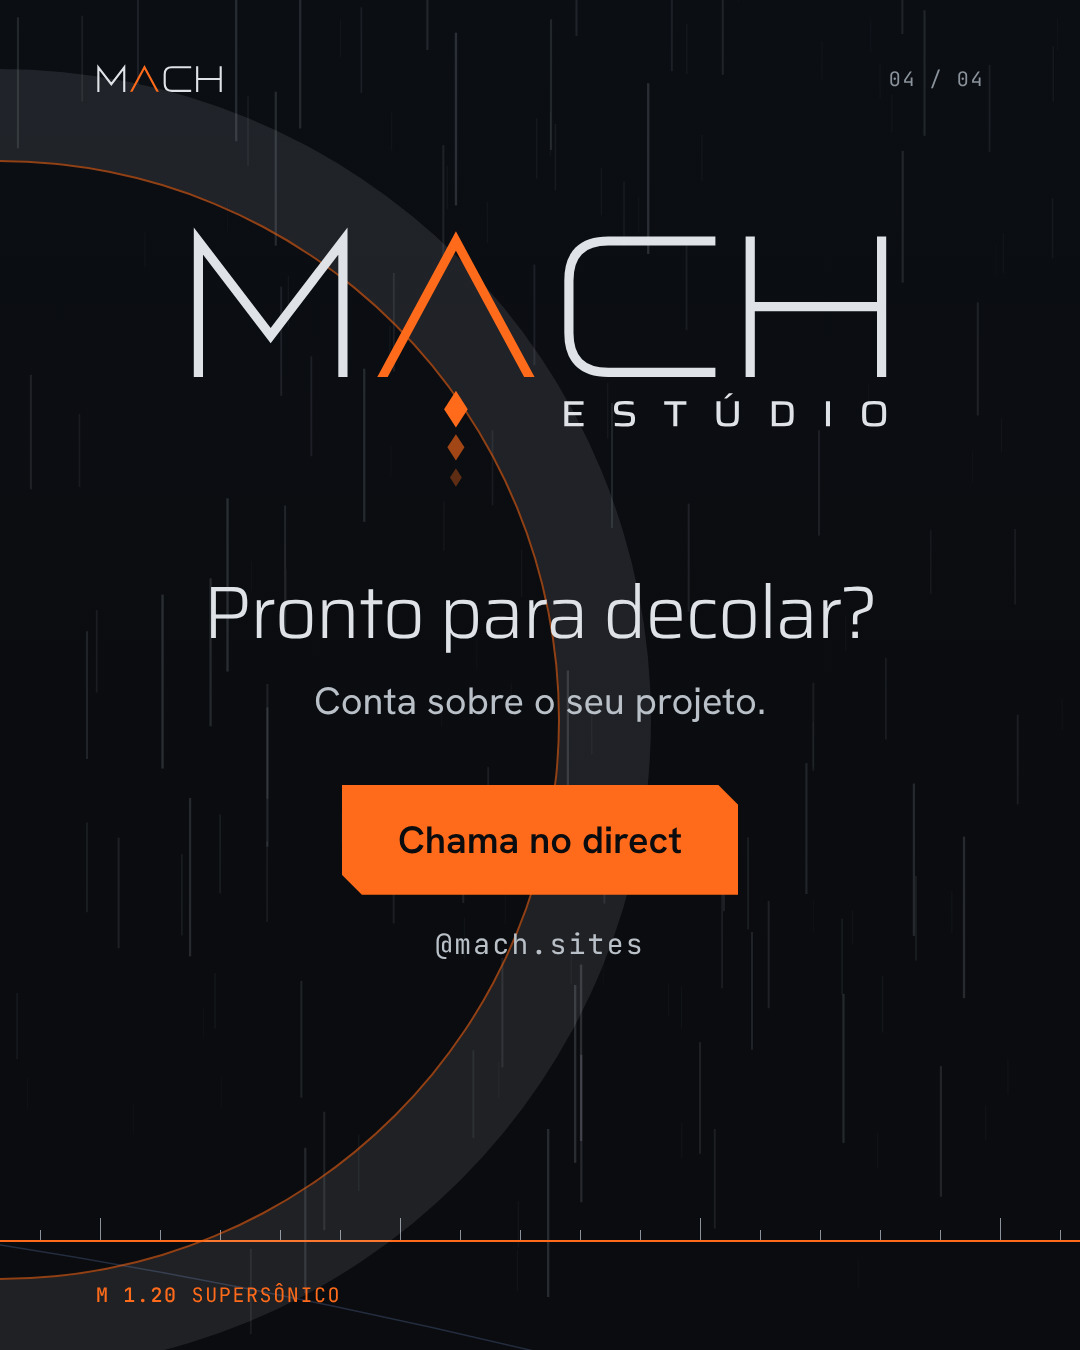 MACH
04 / 04
MACH
ESTÚDIO
Pronto para decolar?
Conta sobre o seu projeto.
Chama no direct
@mach.sites
M 1.20 SUPERSÔNICO